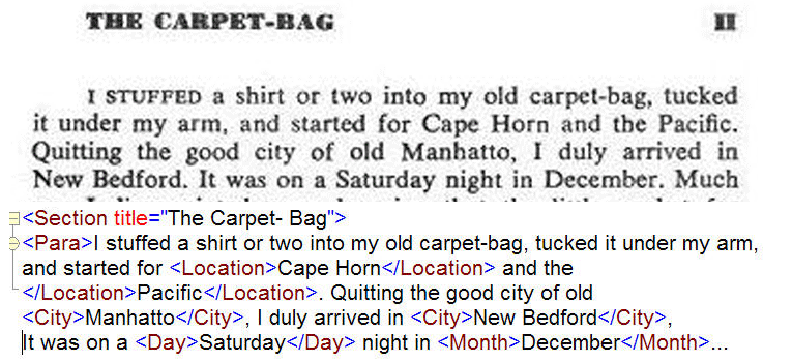 THE CARPET-BAG II
I STUFFED a shirt or two into my old carpet-bag, tucked
it under my arm, and started for Cape Horn and the Pacific.
Quitting the good city of old Manhatto, I duly arrived in
New Bedford. It was on a Saturday night in December. Much
<Section title="The Carpet- Bag">
<Para>I stuffed a shirt or two into my old carpet-bag, tucked it under my arm,
and started for <Location>Cape Horn</Location> and the
</Location>Pacific</Location>. Quitting the good city of old
<City>Manhatto</City>, I duly arrived in <City>New Bedford</City>,
It was on a <Day>Saturday</Day> night in <Month>December</Month>...